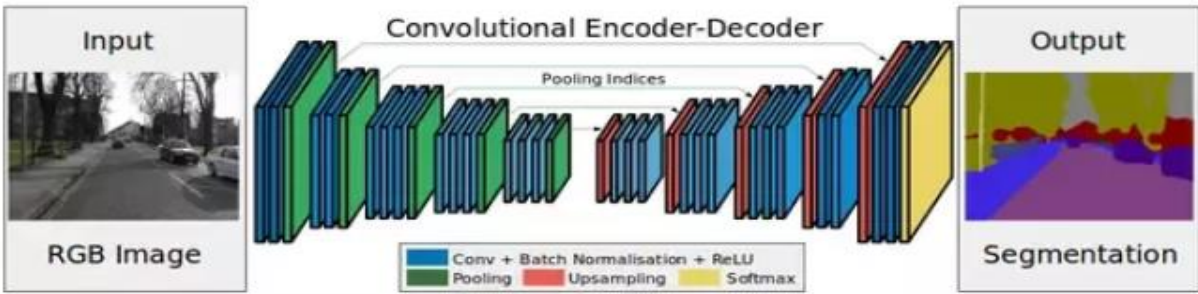 Input
RGB Image
Convolutional Encoder-Decoder
Pooling Indices
Conv + Batch Normalisation + ReLU
Pooling Upsampling Softmax
Output
Segmentation